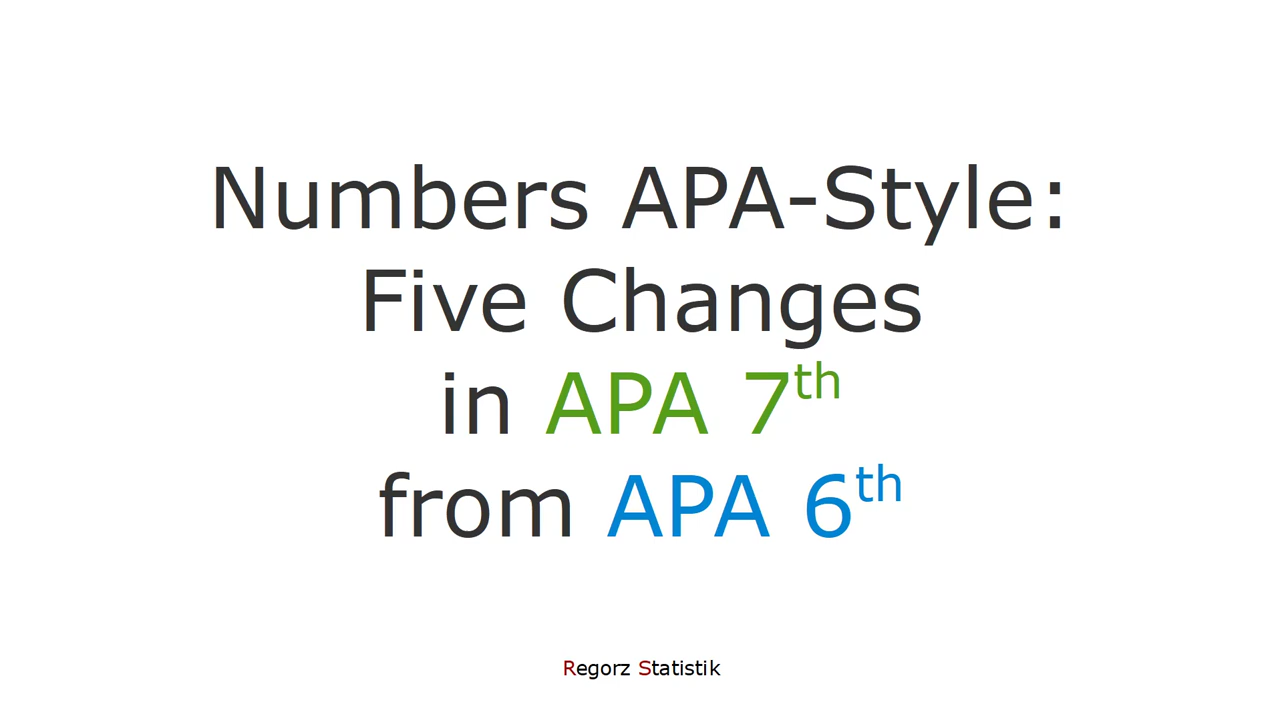 Numbers APA-Style:
Five Changes
in APA 7th
from APA 6th
Regorz Statistik